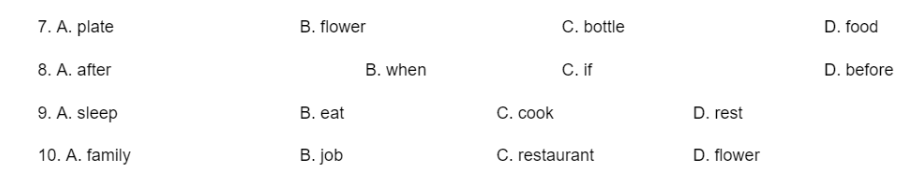 7. A. plate B. flower C. bottle D. food
8. A. after B. when C. if D. before
9. A. sleep B. eat C. cook D. rest
10. A. family B. job C. restaurant D. flower